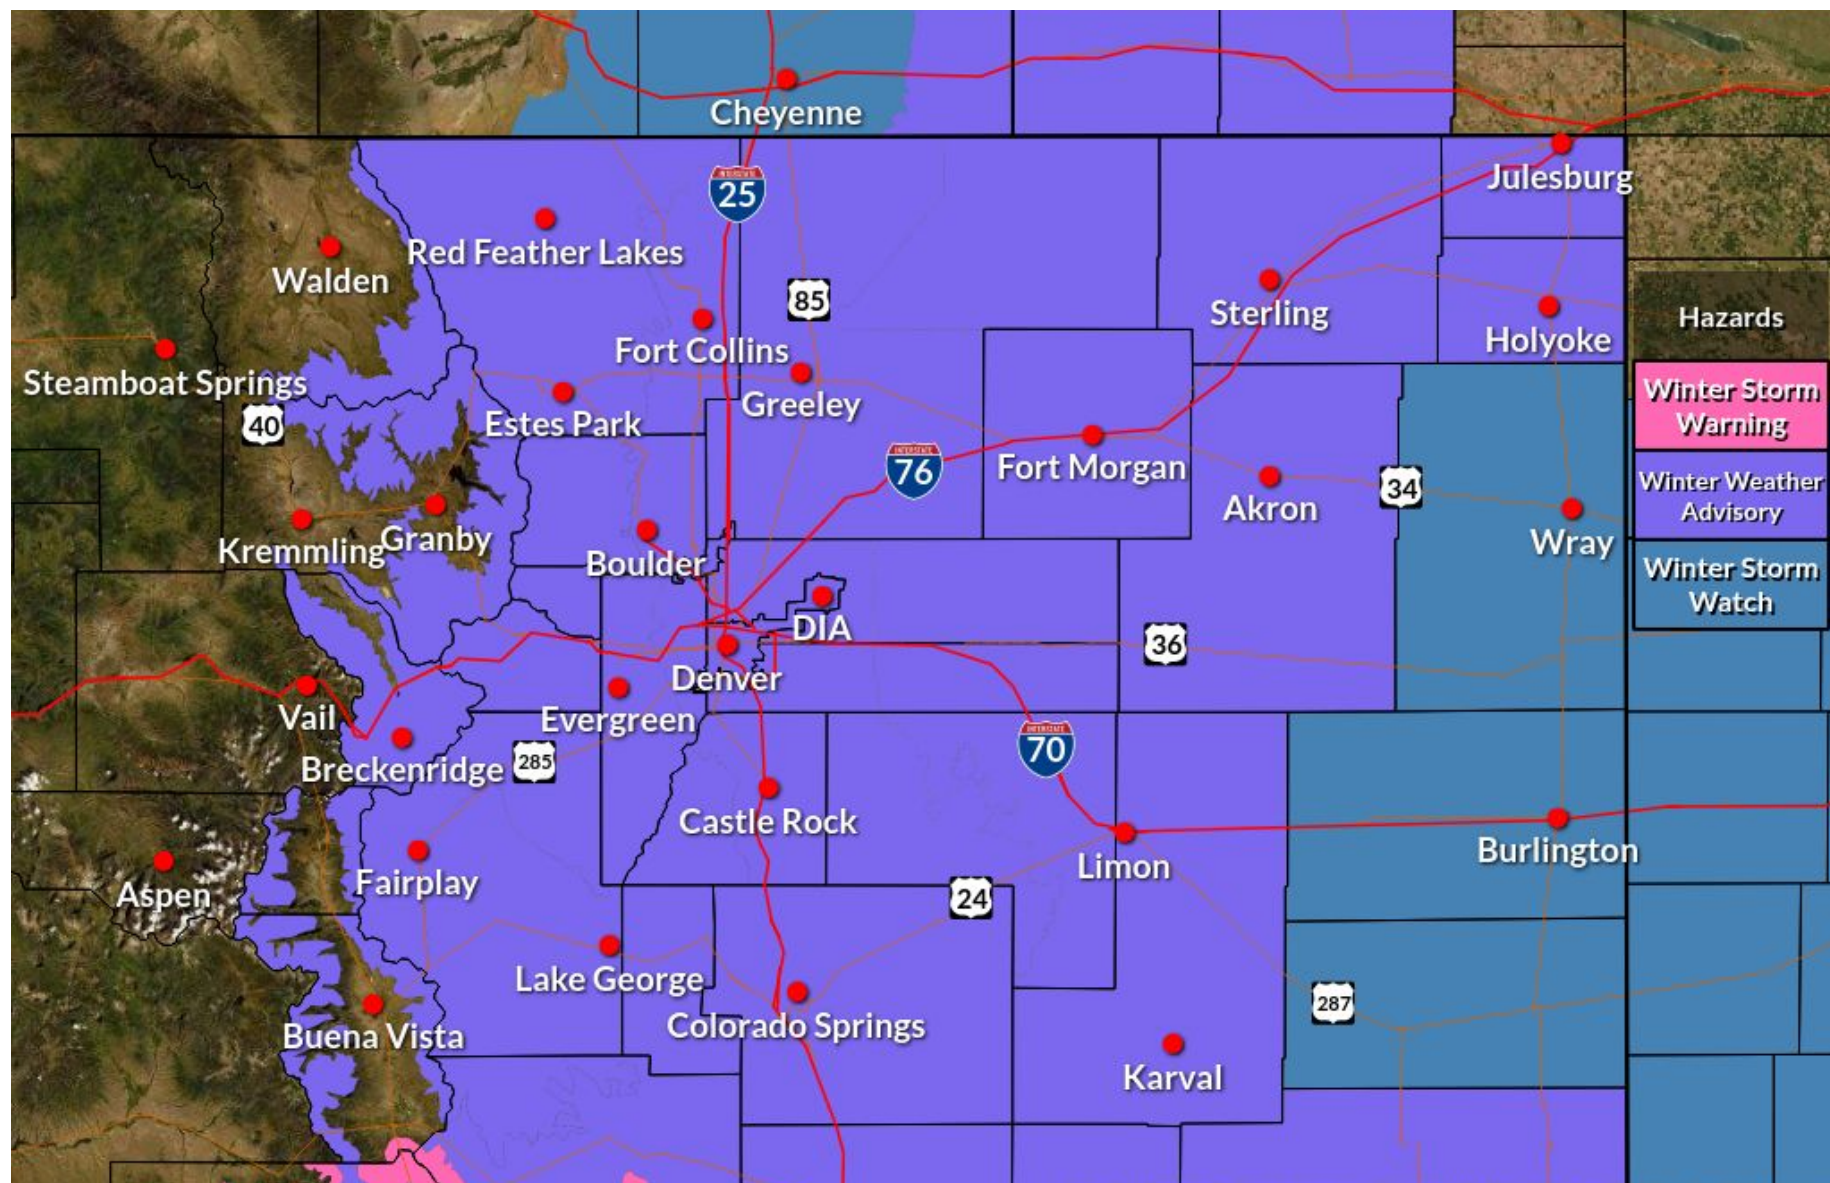 Cheyenne
INTERSTATE
25
Julesburg
Red Feather Lakes
Walden
85
Sterling
Holyoke
Hazards
Fort Collins
Steamboat Springs
Greeley
Winter Storm
Warning
40
Estes Park
INTERSTATE
76
Fort Morgan
34
Winter Weather
Advisory
Akron
Kremmling
Granby
Wray
Boulder
Winter Storm
Watch
DIA
36
Denver
Vail
Evergreen
INTERSTATE
70
Breckenridge
285
Castle Rock
Limon
Burlington
Aspen
Fairplay
24
Lake George
287
Buena Vista
Colorado Springs
Karval